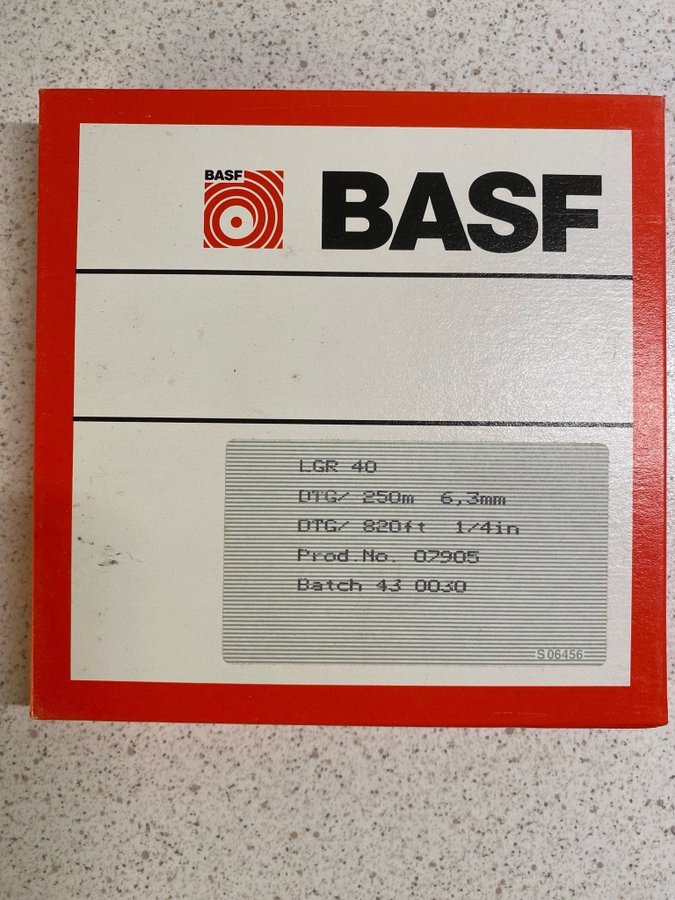 BASF
BASF
LGR 40
DTG/ 250m 6,3mm
DTG/ 820ft 1/4in
Prod.No. 07905
Batch 43 0030
S 06456